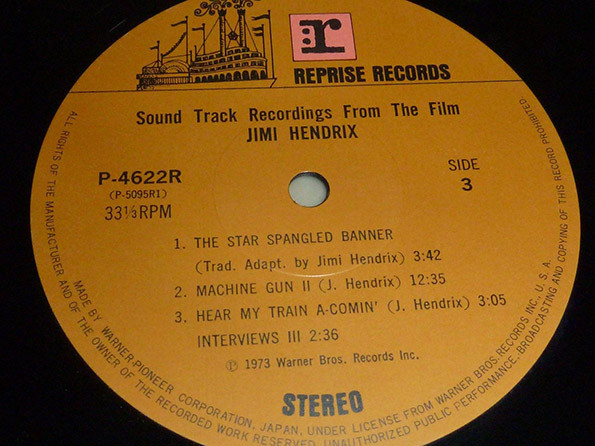 r:
REPRISE RECORDS
Sound Track Recordings From The Film
JIMI HENDRIX
P-4622R
(P-5095R1)
33⅓RPM
SIDE
3
1. THE STAR SPANGLED BANNER
(Trad. Adapt. by Jimi Hendrix) 3:42
2. MACHINE GUN II (J. Hendrix) 12:35
3. HEAR MY TRAIN A-COMIN' (J. Hendrix) 3:05
INTERVIEWS III 2:36
℗ 1973 Warner Bros. Records Inc.
STEREO
MADE BY WARNER-PIONEER CORPORATION, JAPAN, UNDER LICENSE FROM WARNER BROS. RECORDS INC., U.S.A.
ALL RIGHTS OF THE MANUFACTURER AND OF THE OWNER OF THE RECORDED WORK RESERVED. UNAUTHORIZED PUBLIC PERFORMANCE, BROADCASTING AND COPYING OF THIS RECORD PROHIBITED.